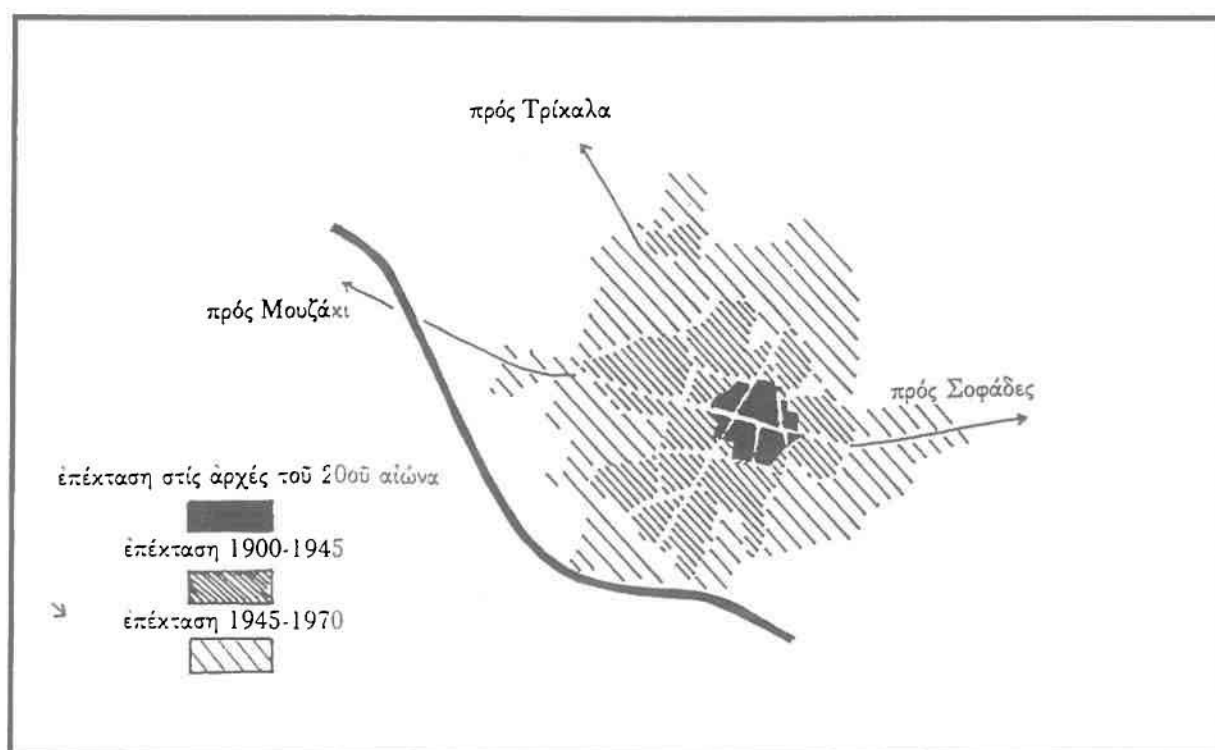 πρός Τρίκαλα
πρός Μουζάκι
πρός Σοφάδες
ἐπέκταση στίς ἀρχές τοῦ 20οῦ αἰώνα
ἐπέκταση 1900-1945
ἐπέκταση 1945-1970